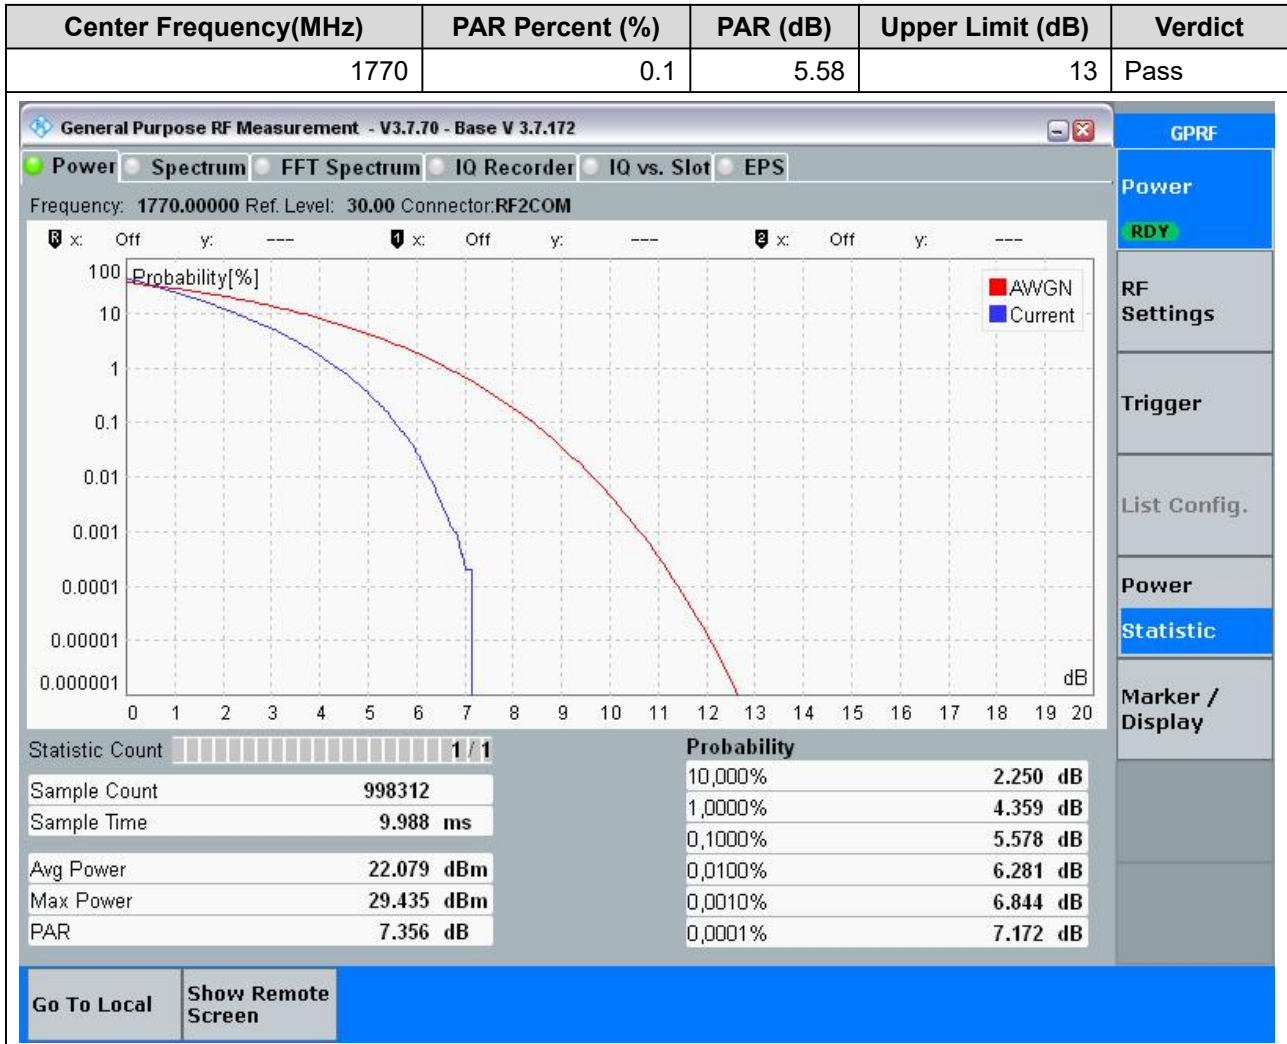 Center Frequency(MHz) PAR Percent (%) PAR (dB) Upper Limit (dB) Verdict
1770 0.1 5.58 13 Pass
General Purpose RF Measurement - V3.7.70 - Base V 3.7.172
GPRF
Power Spectrum FFT Spectrum IQ Recorder IQ vs. Slot EPS
Frequency: 1770.00000 Ref. Level: 30.00 Connector:RF2COM
R x: Off y: --- 1 x: Off y: --- 2 x: Off y: ---
Probability[%]
100
10
1
0.1
0.01
0.001
0.0001
0.00001
0.000001
AWGN
Current
dB
0 1 2 3 4 5 6 7 8 9 10 11 12 13 14 15 16 17 18 19 20
Statistic Count 1 / 1
Sample Count 998312
Sample Time 9.988 ms
Avg Power 22.079 dBm
Max Power 29.435 dBm
PAR 7.356 dB
Probability
10,000% 2.250 dB
1,0000% 4.359 dB
0,1000% 5.578 dB
0,0100% 6.281 dB
0,0010% 6.844 dB
0,0001% 7.172 dB
Power
RDY
RF
Settings
Trigger
List Config.
Power
Statistic
Marker /
Display
Go To Local
Show Remote
Screen